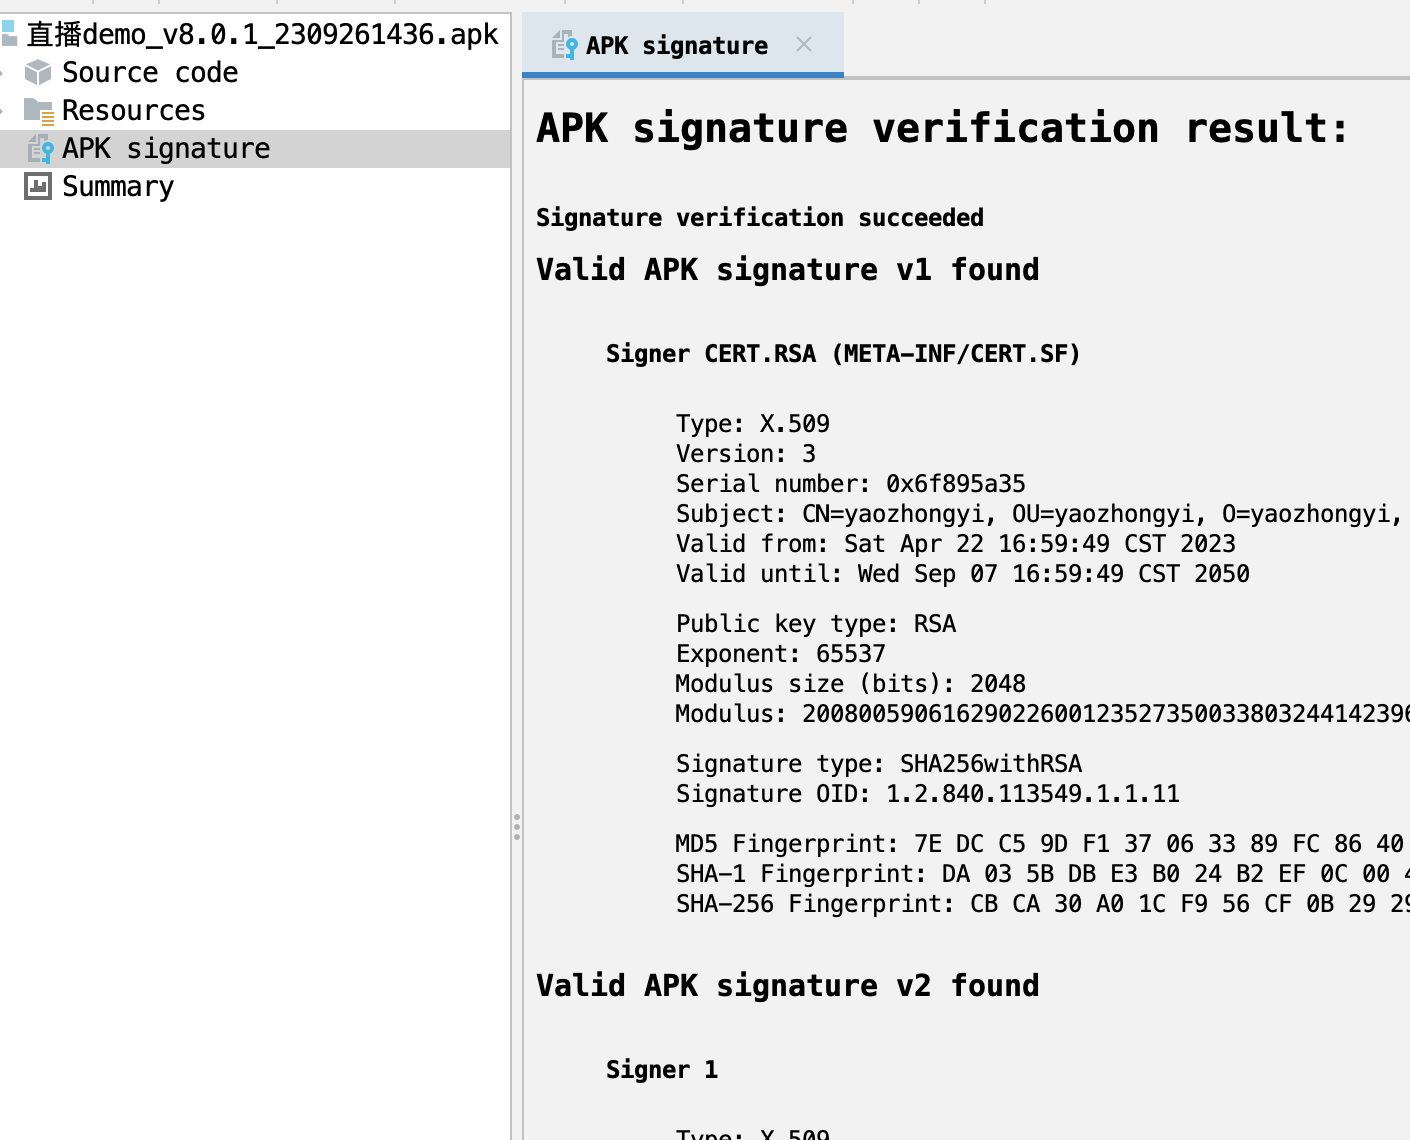 直播demo_v8.0.1_2309261436.apk
Source code
Resources
APK signature
Summary
APK signature
APK signature verification result:
Signature verification succeeded
Valid APK signature v1 found
Signer CERT.RSA (META-INF/CERT.SF)
Type: X.509
Version: 3
Serial number: 0x6f895a35
Subject: CN=yaozhongyi, OU=yaozhongyi, O=yaozhongyi,
Valid from: Sat Apr 22 16:59:49 CST 2023
Valid until: Wed Sep 07 16:59:49 CST 2050
Public key type: RSA
Exponent: 65537
Modulus size (bits): 2048
Modulus: 20080059061629022600123527350033803244142396
Signature type: SHA256withRSA
Signature OID: 1.2.840.113549.1.1.11
MD5 Fingerprint: 7E DC C5 9D F1 37 06 33 89 FC 86 40
SHA-1 Fingerprint: DA 03 5B DB E3 B0 24 B2 EF 0C 00 4
SHA-256 Fingerprint: CB CA 30 A0 1C F9 56 CF 0B 29 29
Valid APK signature v2 found
Signer 1
Type: X.509